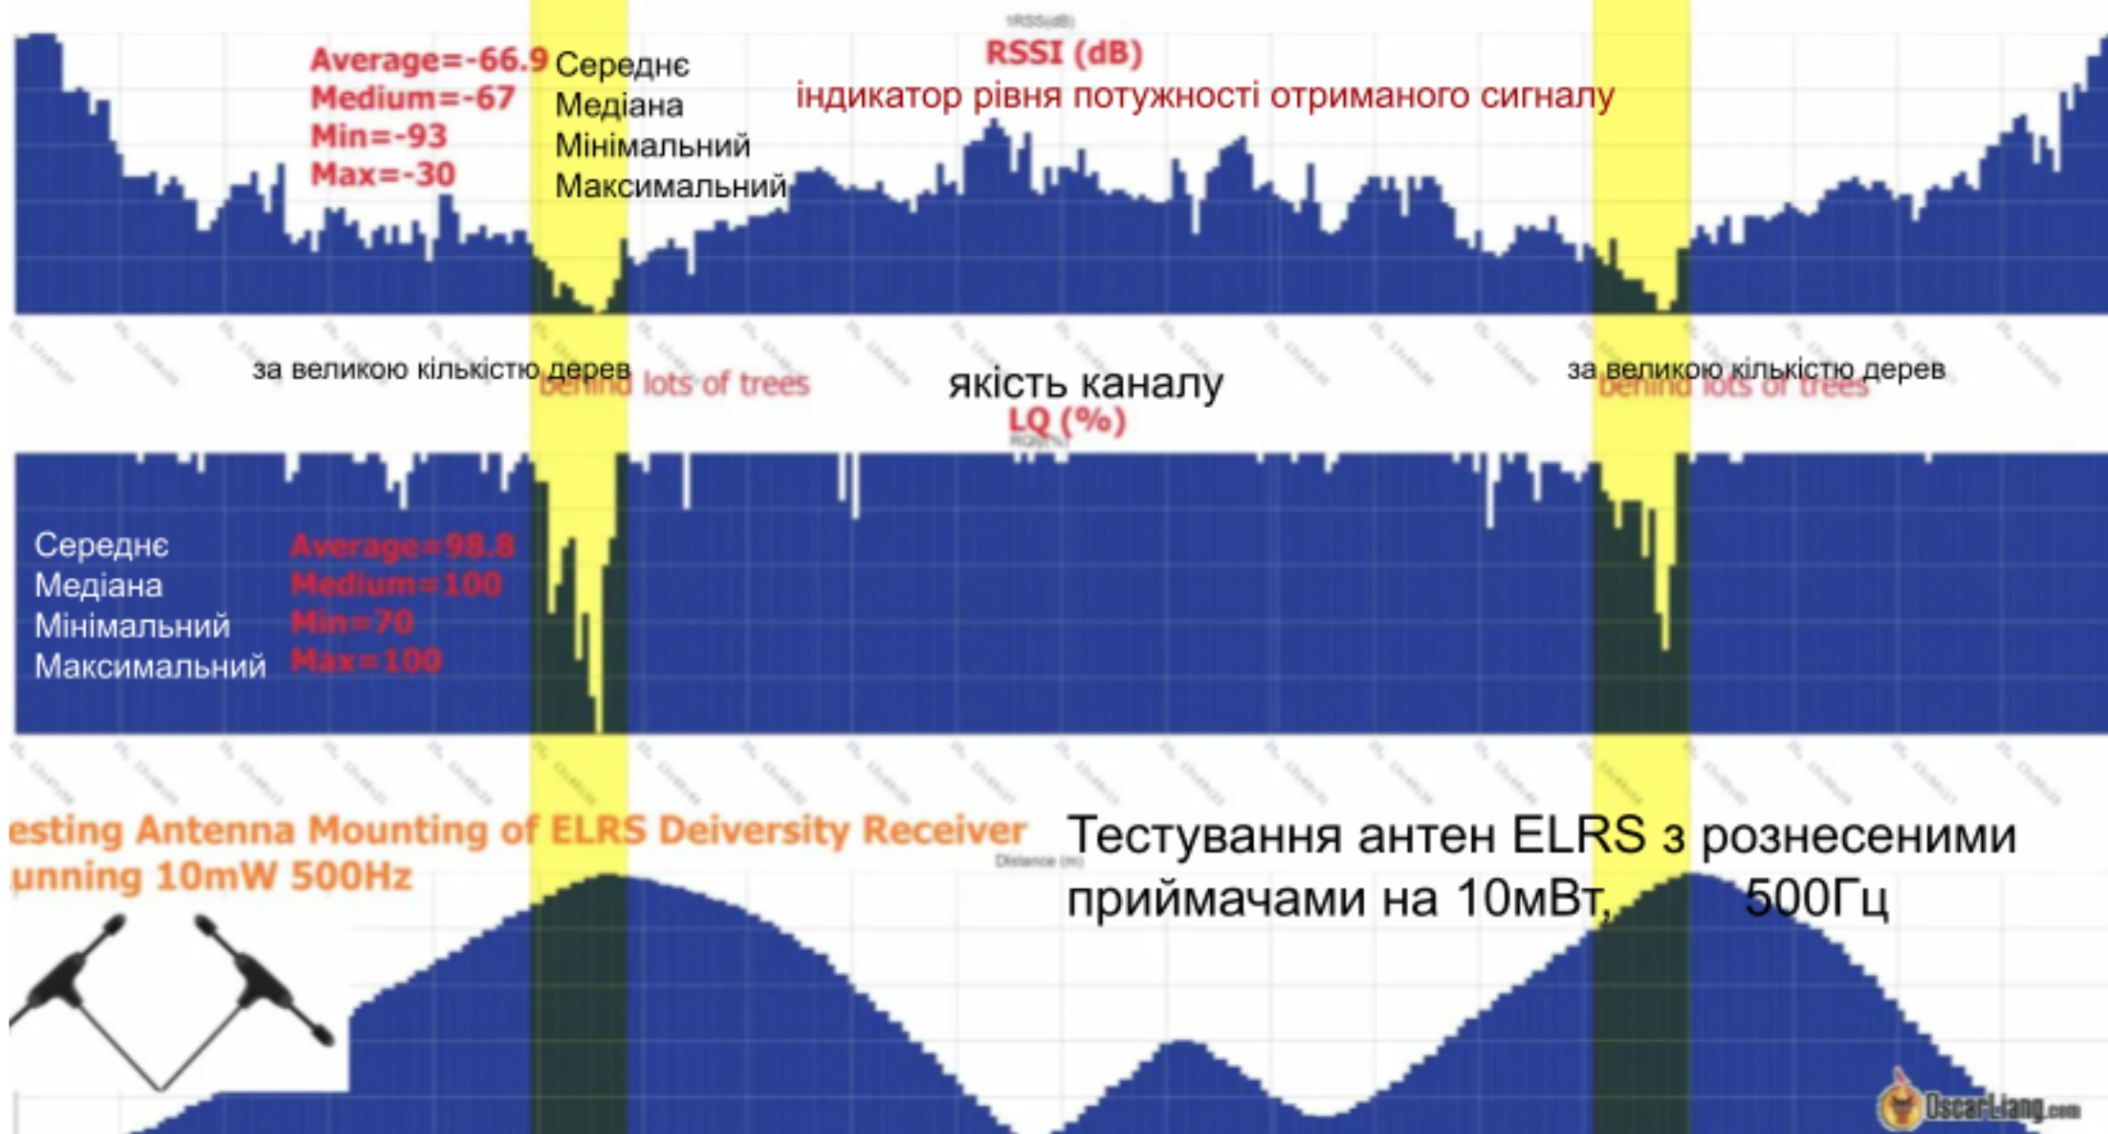 1RSS(dB)
RSSI (dB)
індикатор рівня потужності отриманого сигналу
Average=-66.9
Medium=-67
Min=-93
Max=-30
Середнє
Медіана
Мінімальний
Максимальний
за великою кількістю дерев
behind lots of trees
якість каналу
LQ (%)
за великою кількістю дерев
behind lots of trees
Середнє
Медіана
Мінімальний
Максимальний
Average=98.8
Medium=100
Min=70
Max=100
esting Antenna Mounting of ELRS Deiversity Receiver
unning 10mW 500Hz
Distance (m)
Тестування антен ELRS з рознесеними
приймачами на 10мВт, 500Гц
OscarLiang.com